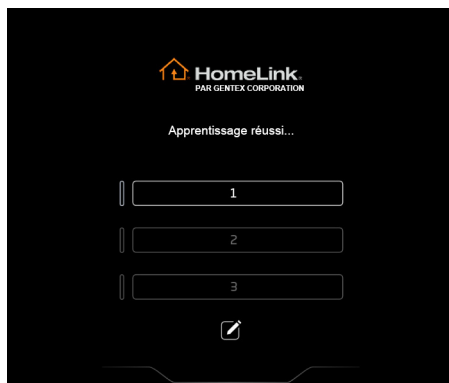 HomeLink.
PAR GENTEX CORPORATION
Apprentissage réussi...
1
2
3